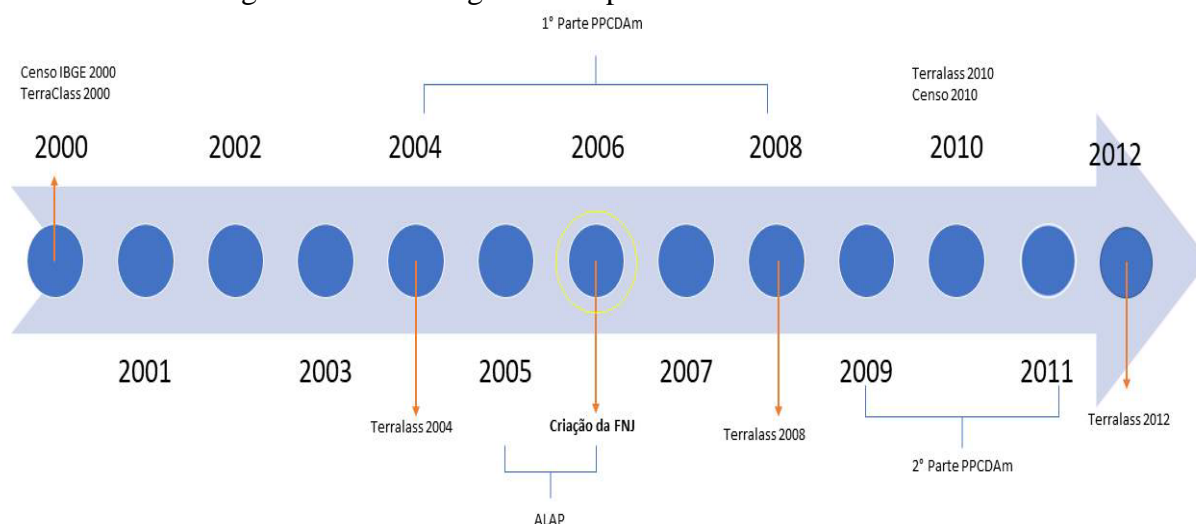 1° Parte PPCDAm
Censo IBGE 2000
TerraClass 2000
Terralass 2010
Censo 2010
2000
2002
2004
2006
2008
2010
2012
2001
2003
2005
2007
2009
2011
Terralass 2004
Criação da FNJ
Terralass 2008
Terralass 2012
2° Parte PPCDAm
ALAP